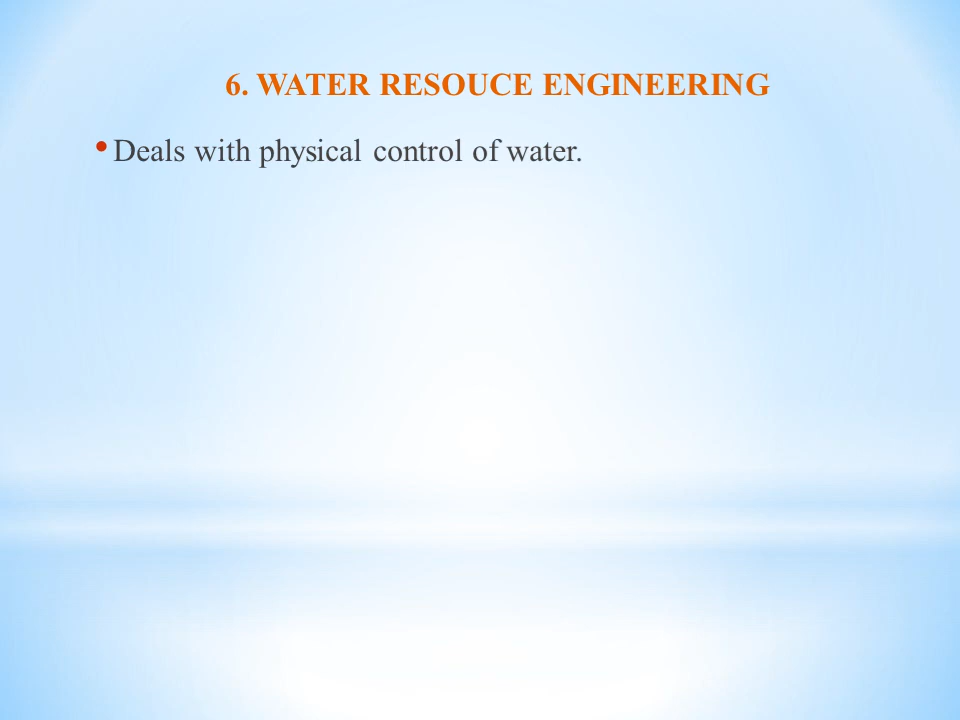 6. WATER RESOUCE ENGINEERING
• Deals with physical control of water.